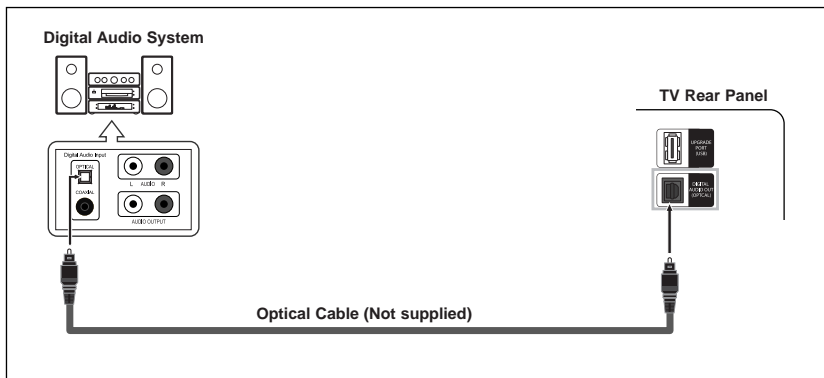 Digital Audio System
TV Rear Panel
Digital Audio Input
OPTICAL
COAXIAL
L AUDIO R
AUDIO OUTPUT
UPGRADE
PORT
(USB)
DIGITAL
AUDIO OUT
(OPTICAL)
Optical Cable (Not supplied)